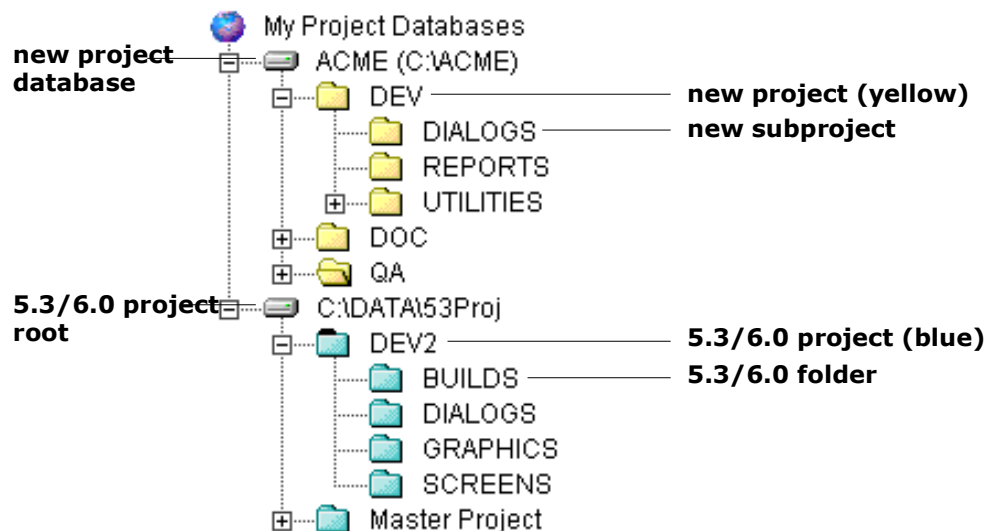 My Project Databases
new project
database
ACME (C:\ACME)
DEV
new project (yellow)
DIALOGS
new subproject
REPORTS
UTILITIES
DOC
QA
5.3/6.0 project
root
C:\DATA\53Proj
DEV2
5.3/6.0 project (blue)
BUILDS
5.3/6.0 folder
DIALOGS
GRAPHICS
SCREENS
Master Project